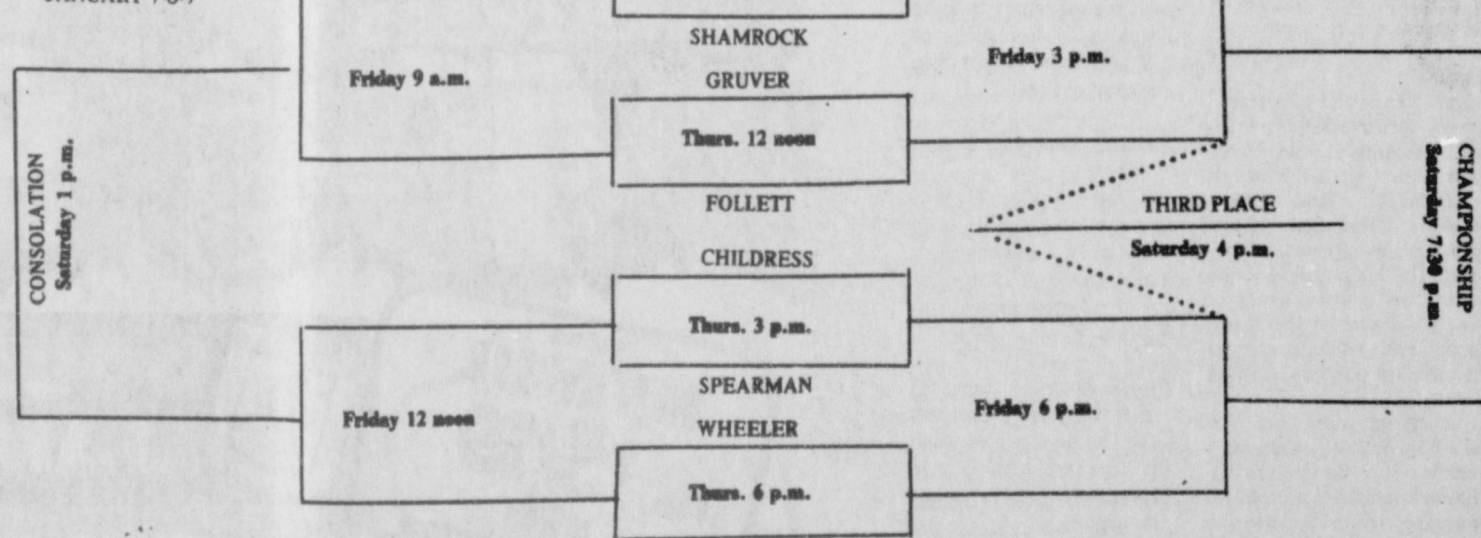 SHAMROCK
Friday 9 a.m.
Friday 3 p.m.
GRUVER
Thurs. 12 noon
FOLLETT
CONSOLATION
Saturday 1 p.m.
THIRD PLACE
Saturday 4 p.m.
CHAMPIONSHIP
Saturday 7:30 p.m.
CHILDRESS
Thurs. 3 p.m.
SPEARMAN
Friday 12 noon
Friday 6 p.m.
WHEELER
Thurs. 6 p.m.